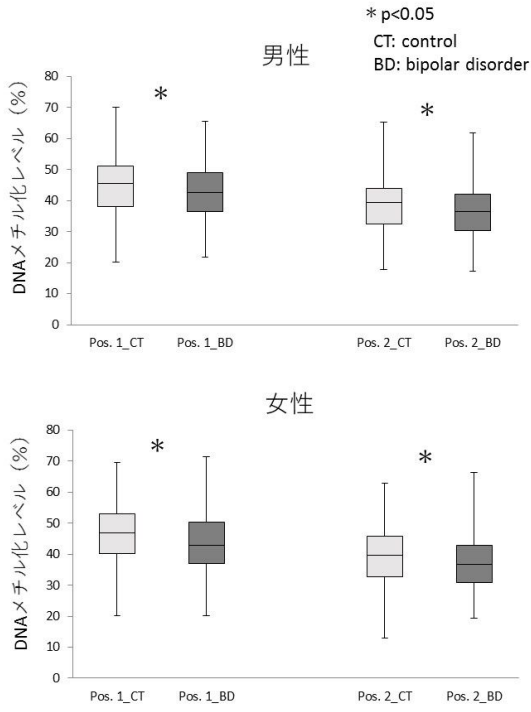 * p<0.05
CT: control
BD: bipolar disorder
男性
DNAメチル化レベル (%)
80
70
60
50
40
30
20
10
0
*
*
Pos. 1_CT
Pos. 1_BD
Pos. 2_CT
Pos. 2_BD
女性
DNAメチル化レベル (%)
80
70
60
50
40
30
20
10
0
*
*
Pos. 1_CT
Pos. 1_BD
Pos. 2_CT
Pos. 2_BD